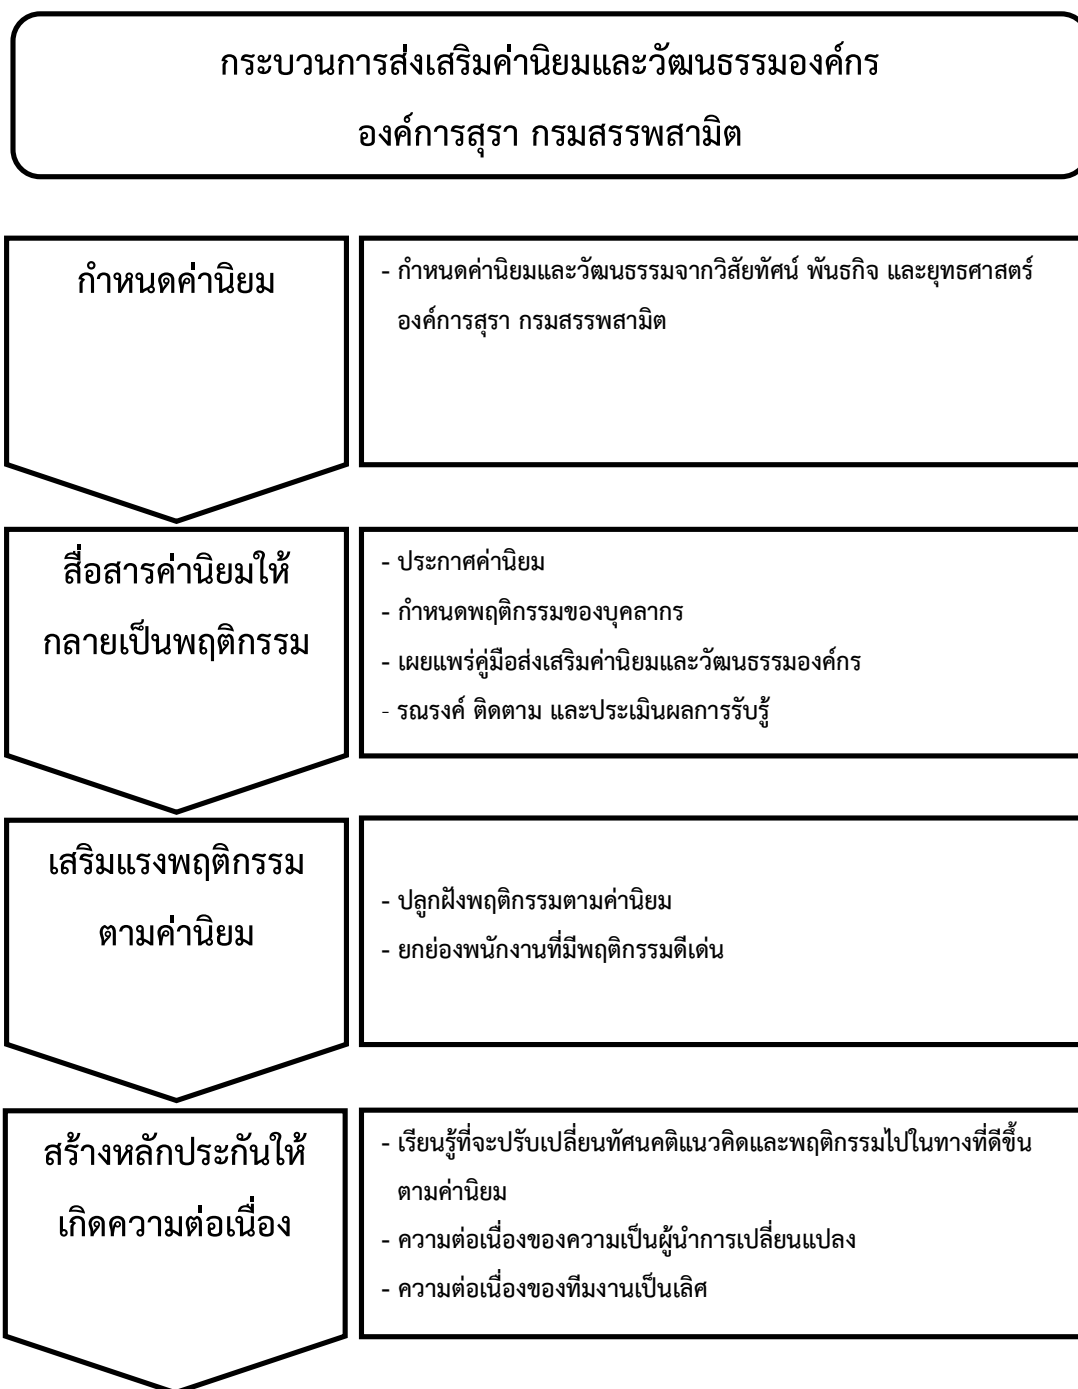 กระบวนการส่งเสริมค่านิยมและวัฒนธรรมองค์กร
องค์การสุรา กรมสรรพสามิต
กำหนดค่านิยม
- กำหนดค่านิยมและวัฒนธรรมจากวิสัยทัศน์ พันธกิจ และยุทธศาสตร์
องค์การสุรา กรมสรรพสามิต
สื่อสารค่านิยมให้
กลายเป็นพฤติกรรม
- ประกาศค่านิยม
- กำหนดพฤติกรรมของบุคลากร
- เผยแพร่คู่มือส่งเสริมค่านิยมและวัฒนธรรมองค์กร
- รณรงค์ ติดตาม และประเมินผลการรับรู้
เสริมแรงพฤติกรรม
ตามค่านิยม
- ปลูกฝังพฤติกรรมตามค่านิยม
- ยกย่องพนักงานที่มีพฤติกรรมดีเด่น
สร้างหลักประกันให้
เกิดความต่อเนื่อง
- เรียนรู้ที่จะปรับเปลี่ยนทัศนคติแนวคิดและพฤติกรรมไปในทางที่ดีขึ้น
ตามค่านิยม
- ความต่อเนื่องของความเป็นผู้นำการเปลี่ยนแปลง
- ความต่อเนื่องของทีมงานเป็นเลิศ